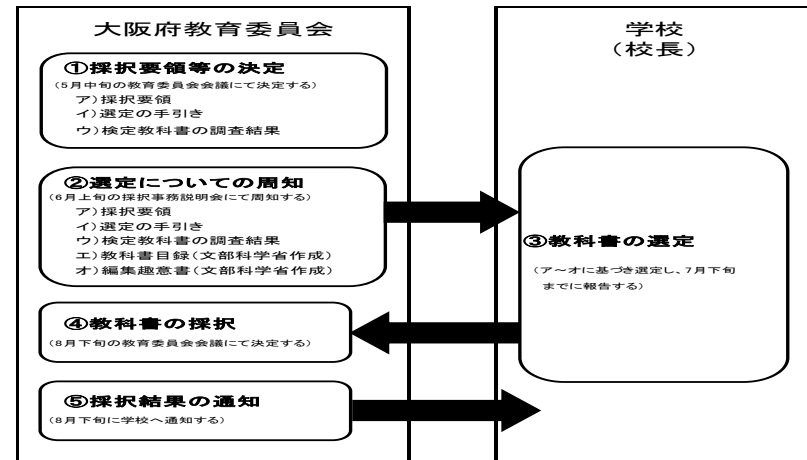 大阪府教育委員会
①採択要領等の決定
(5月中旬の教育委員会会議にて決定する)
ア)採択要領
イ)選定の手引き
ウ)検定教科書の調査結果
②選定についての周知
(6月上旬の採択事務説明会にて周知する)
ア)採択要領
イ)選定の手引き
ウ)検定教科書の調査結果
エ)教科書目録(文部科学省作成)
オ)編集趣意書(文部科学省作成)
④教科書の採択
(8月下旬の教育委員会会議にて決定する)
⑤採択結果の通知
(8月下旬に学校へ通知する)
学校
(校長)
③教科書の選定
(ア～オに基づき選定し、7月下旬
までに報告する)